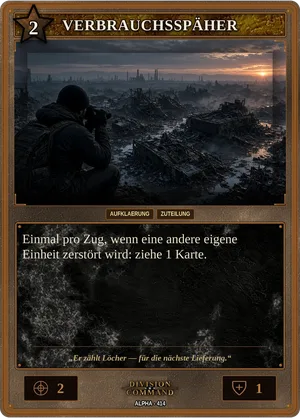 2
VERBRAUCHSSPÄHER
AUFKLAERUNG ZUTEILUNG
Einmal pro Zug, wenn eine andere eigene
Einheit zerstört wird: ziehe 1 Karte.
„Er zählt Löcher — für die nächste Lieferung.“
2 DIVISION 1
COMMAND
ALPHA · 414